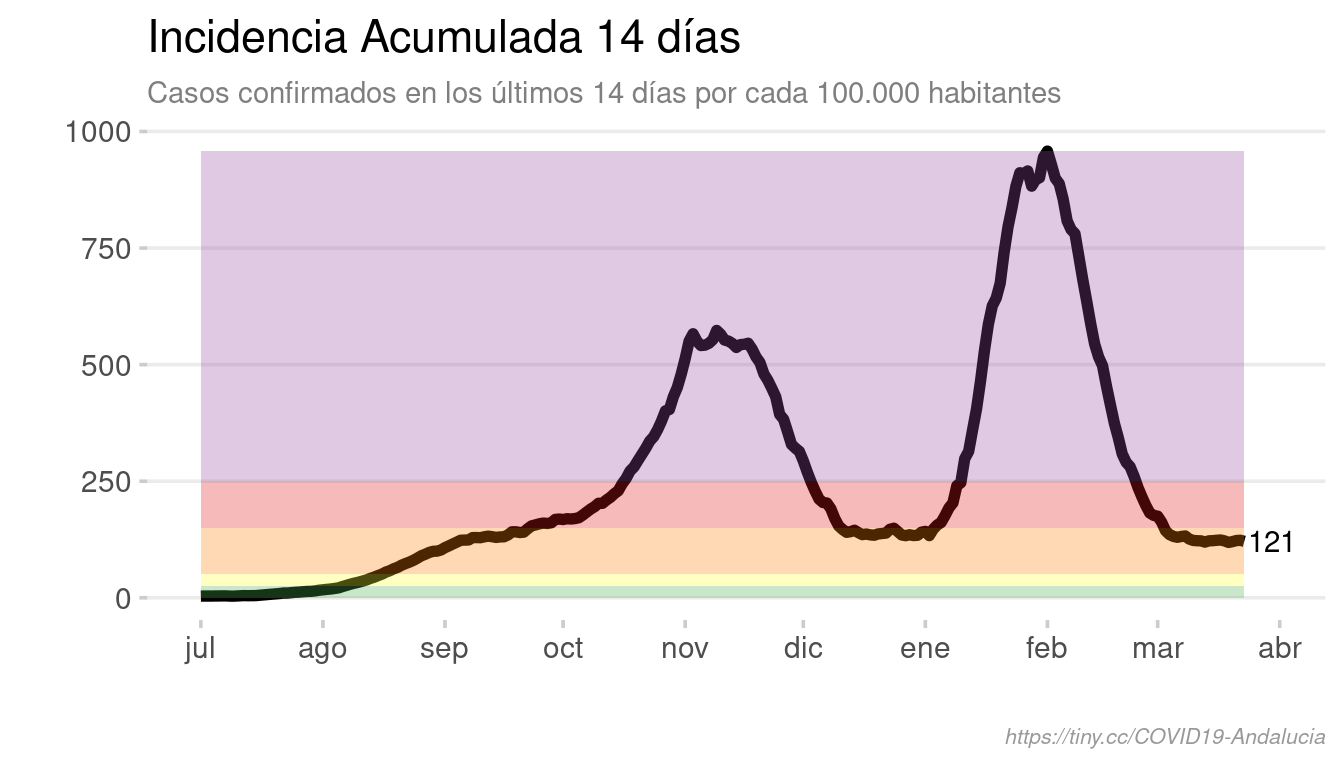 Incidencia Acumulada 14 días
Casos confirmados en los últimos 14 días por cada 100.000 habitantes
1000
750
500
250
0
121
jul ago sep oct nov dic ene feb mar abr
https://tiny.cc/COVID19-Andalucia